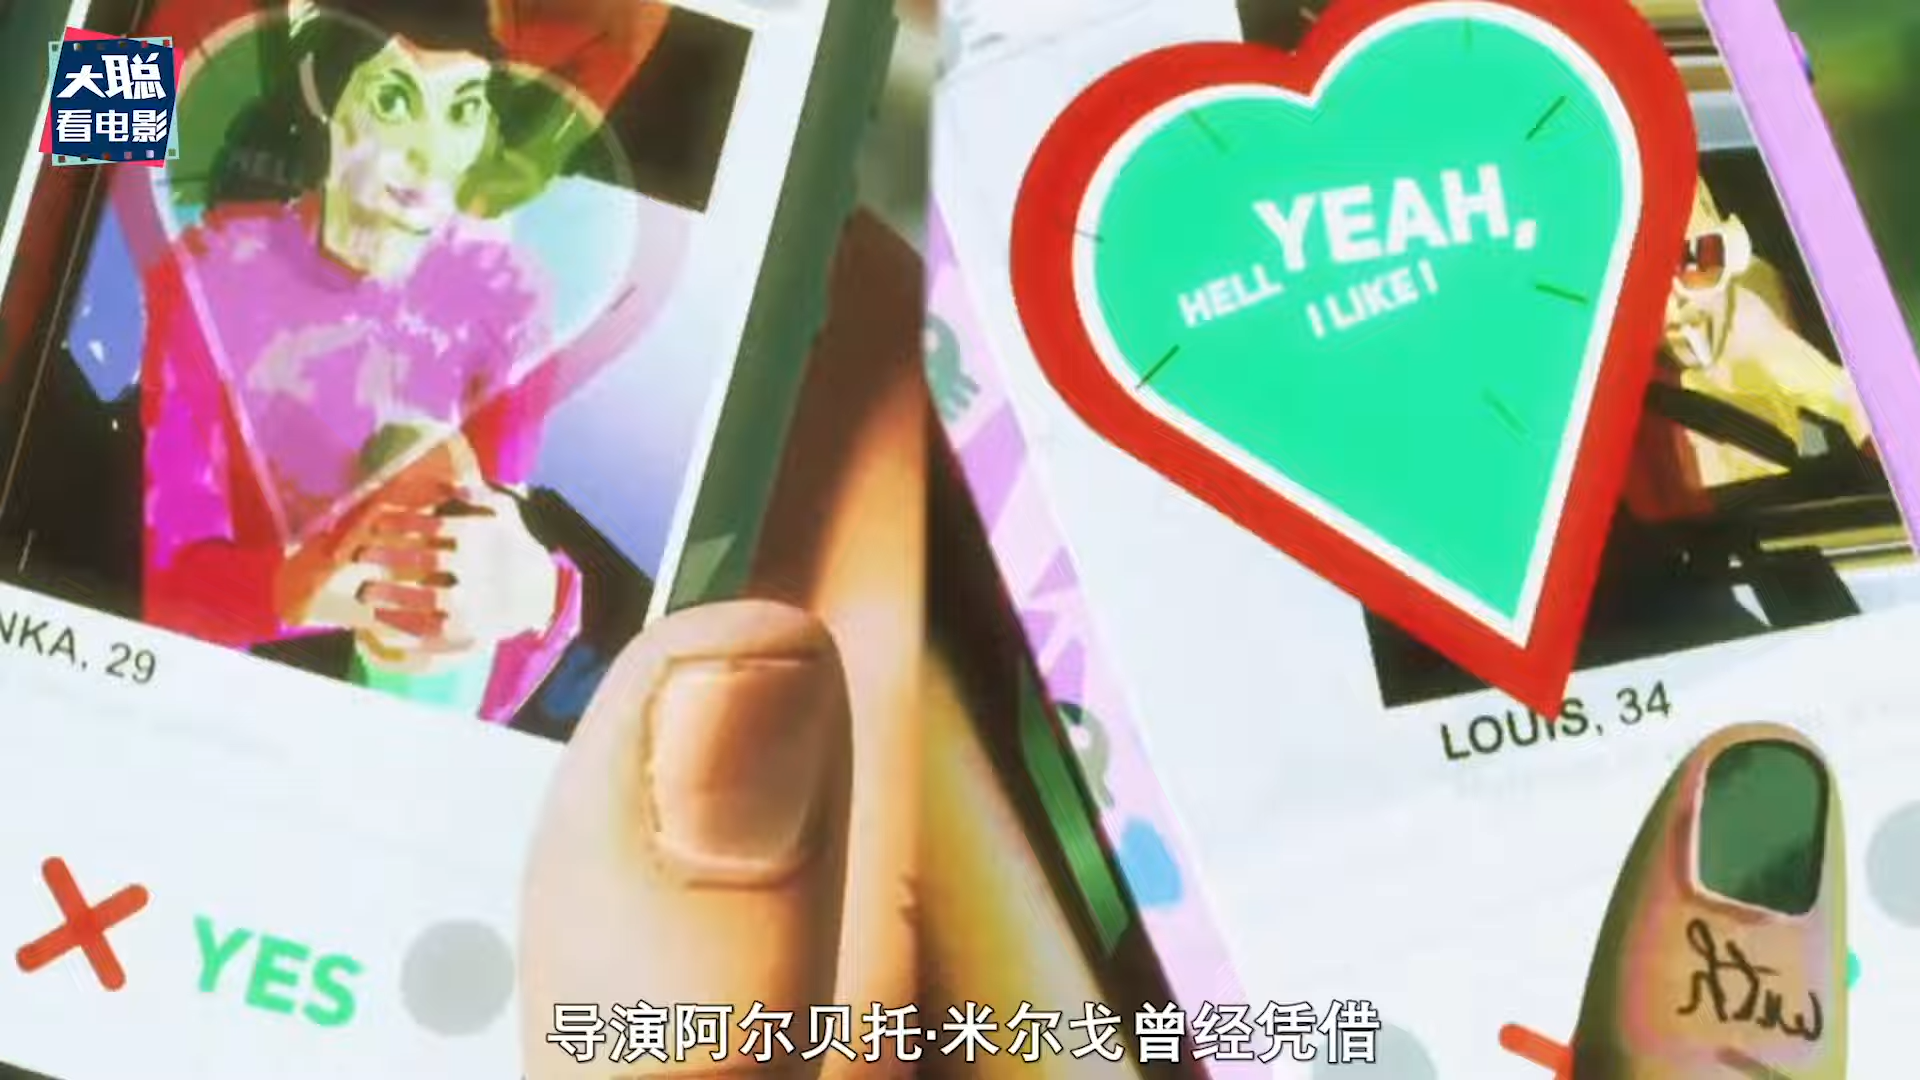 大聪
看电影
HELL
YEAH,
HELL
I LIKE !
NKA, 29
LOUIS, 34
YES
导演阿尔贝托·米尔戈曾经凭借